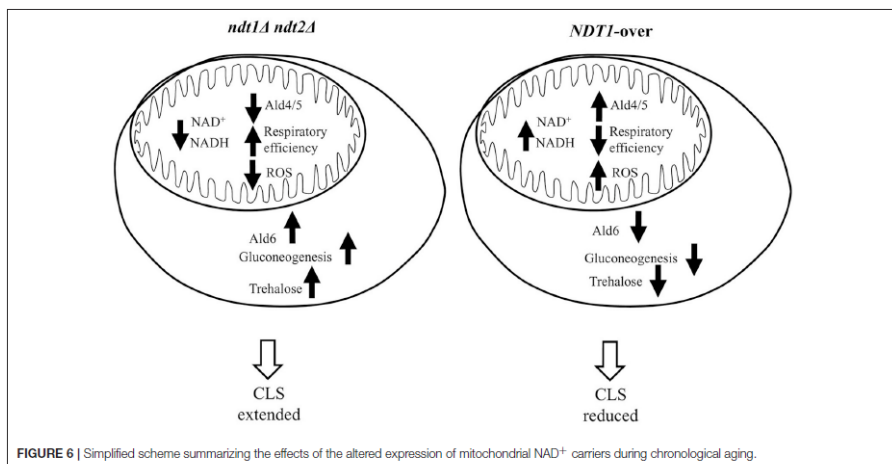 ndt1Δ ndt2Δ
Ald4/5
NAD⁺
NADH
Respiratory
efficiency
ROS
Ald6
Gluconeogenesis
Trehalose
CLS
extended
NDT1-over
Ald4/5
NAD⁺
NADH
Respiratory
efficiency
ROS
Ald6
Gluconeogenesis
Trehalose
CLS
reduced
FIGURE 6 | Simplified scheme summarizing the effects of the altered expression of mitochondrial NAD⁺ carriers during chronological aging.